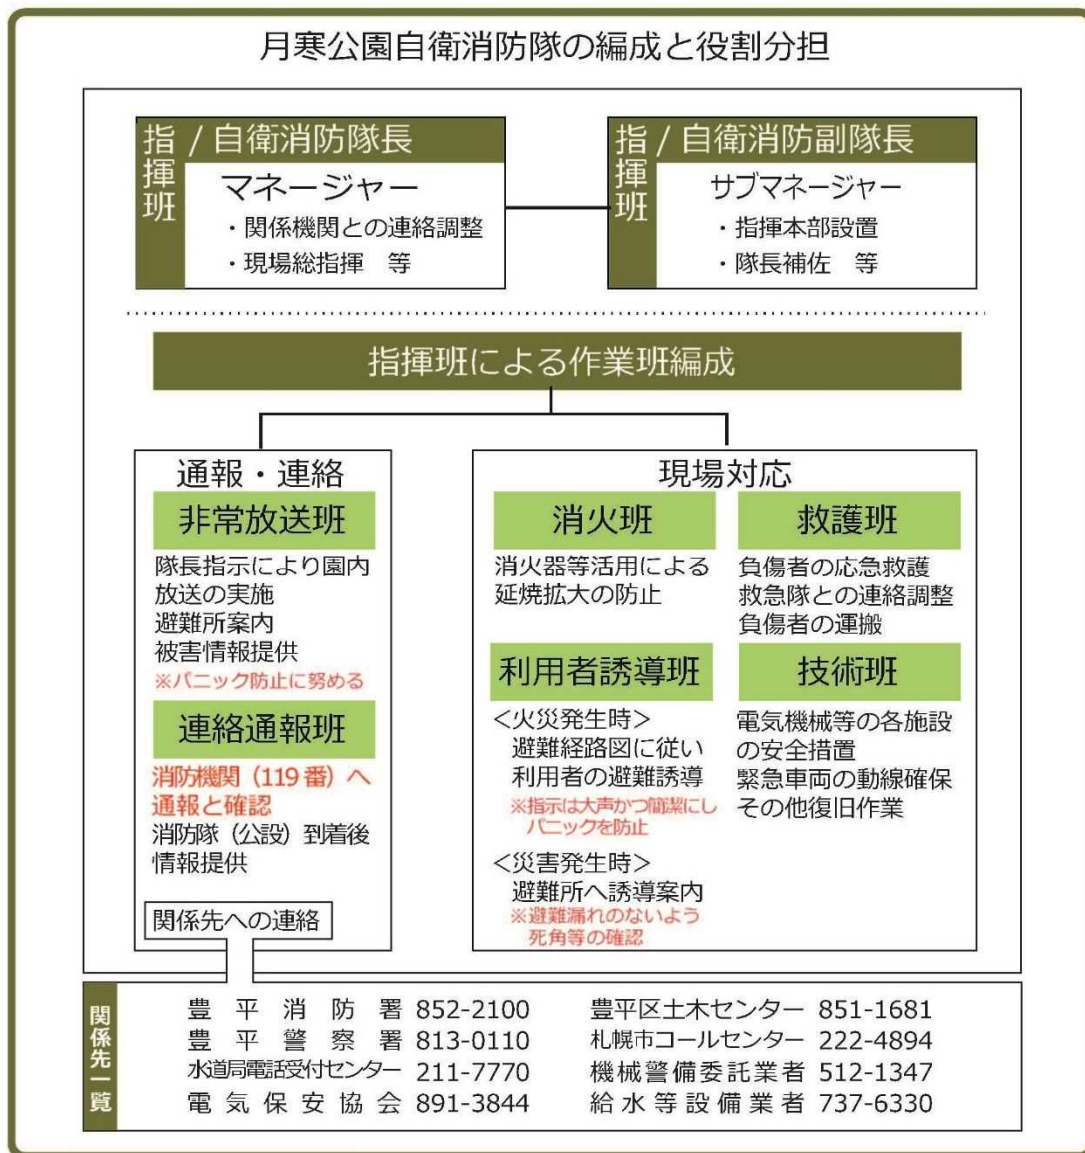 月寒公園自衛消防隊の編成と役割分担
指揮班 / 自衛消防隊長
マネージャー
・関係機関との連絡調整
・現場総指揮　等
指揮班 / 自衛消防副隊長
サブマネージャー
・指揮本部設置
・隊長補佐　等
指揮班による作業班編成
通報・連絡
非常放送班
隊長指示により園内
放送の実施
避難所案内
被害情報提供
※パニック防止に努める
連絡通報班
消防機関（119番）へ
通報と確認
消防隊（公設）到着後
情報提供
関係先への連絡
現場対応
消火班
消火器等活用による
延焼拡大の防止
救護班
負傷者の応急救護
救急隊との連絡調整
負傷者の運搬
利用者誘導班
＜火災発生時＞
避難経路図に従い
利用者の避難誘導
※指示は大声かつ簡潔にし
パニックを防止
＜災害発生時＞
避難所へ誘導案内
※避難漏れのないよう
死角等の確認
技術班
電気機械等の各施設
の安全措置
緊急車両の動線確保
その他復旧作業
関係先一覧
豊平消防署 852-2100
豊平警察署 813-0110
水道局電話受付センター 211-7770
電気保安協会 891-3844
豊平区土木センター 851-1681
札幌市コールセンター 222-4894
機械警備委託業者 512-1347
給水等設備業者 737-6330